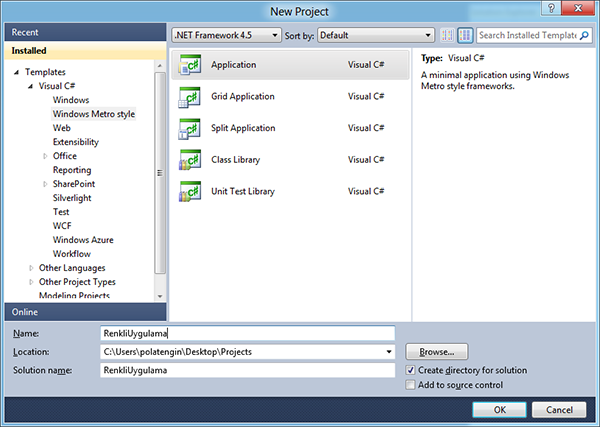 New Project
Recent
.NET Framework 4.5 Sort by: Default Search Installed Template
Installed
Templates
Visual C#
Windows
Windows Metro style
Web
Extensibility
Office
Reporting
SharePoint
Silverlight
Test
WCF
Windows Azure
Workflow
Other Languages
Other Project Types
Modeling Projects
Online
Application Visual C#
Grid Application Visual C#
Split Application Visual C#
Class Library Visual C#
Unit Test Library Visual C#
Type: Visual C#
A minimal application using Windows
Metro style frameworks.
Name: RenkliUygulama
Location: C:\Users\polatengin\Desktop\Projects Browse...
Solution name: RenkliUygulama
Create directory for solution
Add to source control
OK Cancel